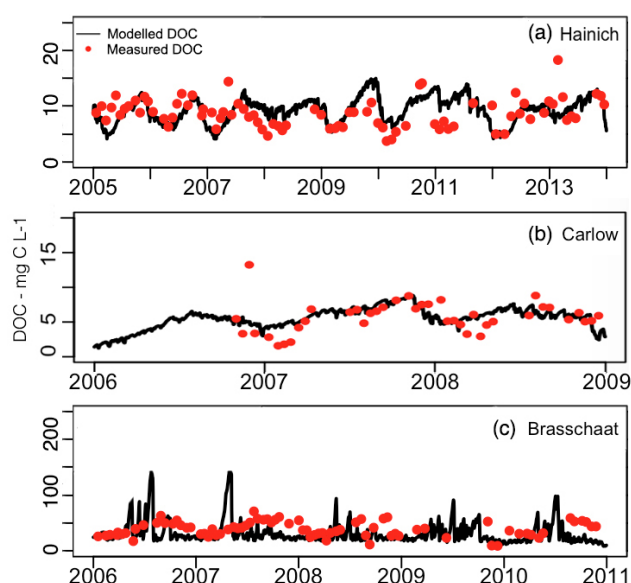 Modelled DOC
Measured DOC
(a) Hainich
20
10
0
2005 2007 2009 2011 2013
(b) Carlow
15
5
0
2006 2007 2008 2009
DOC - mg C L-1
(c) Brasschaat
200
100
0
2006 2007 2008 2009 2010 2011